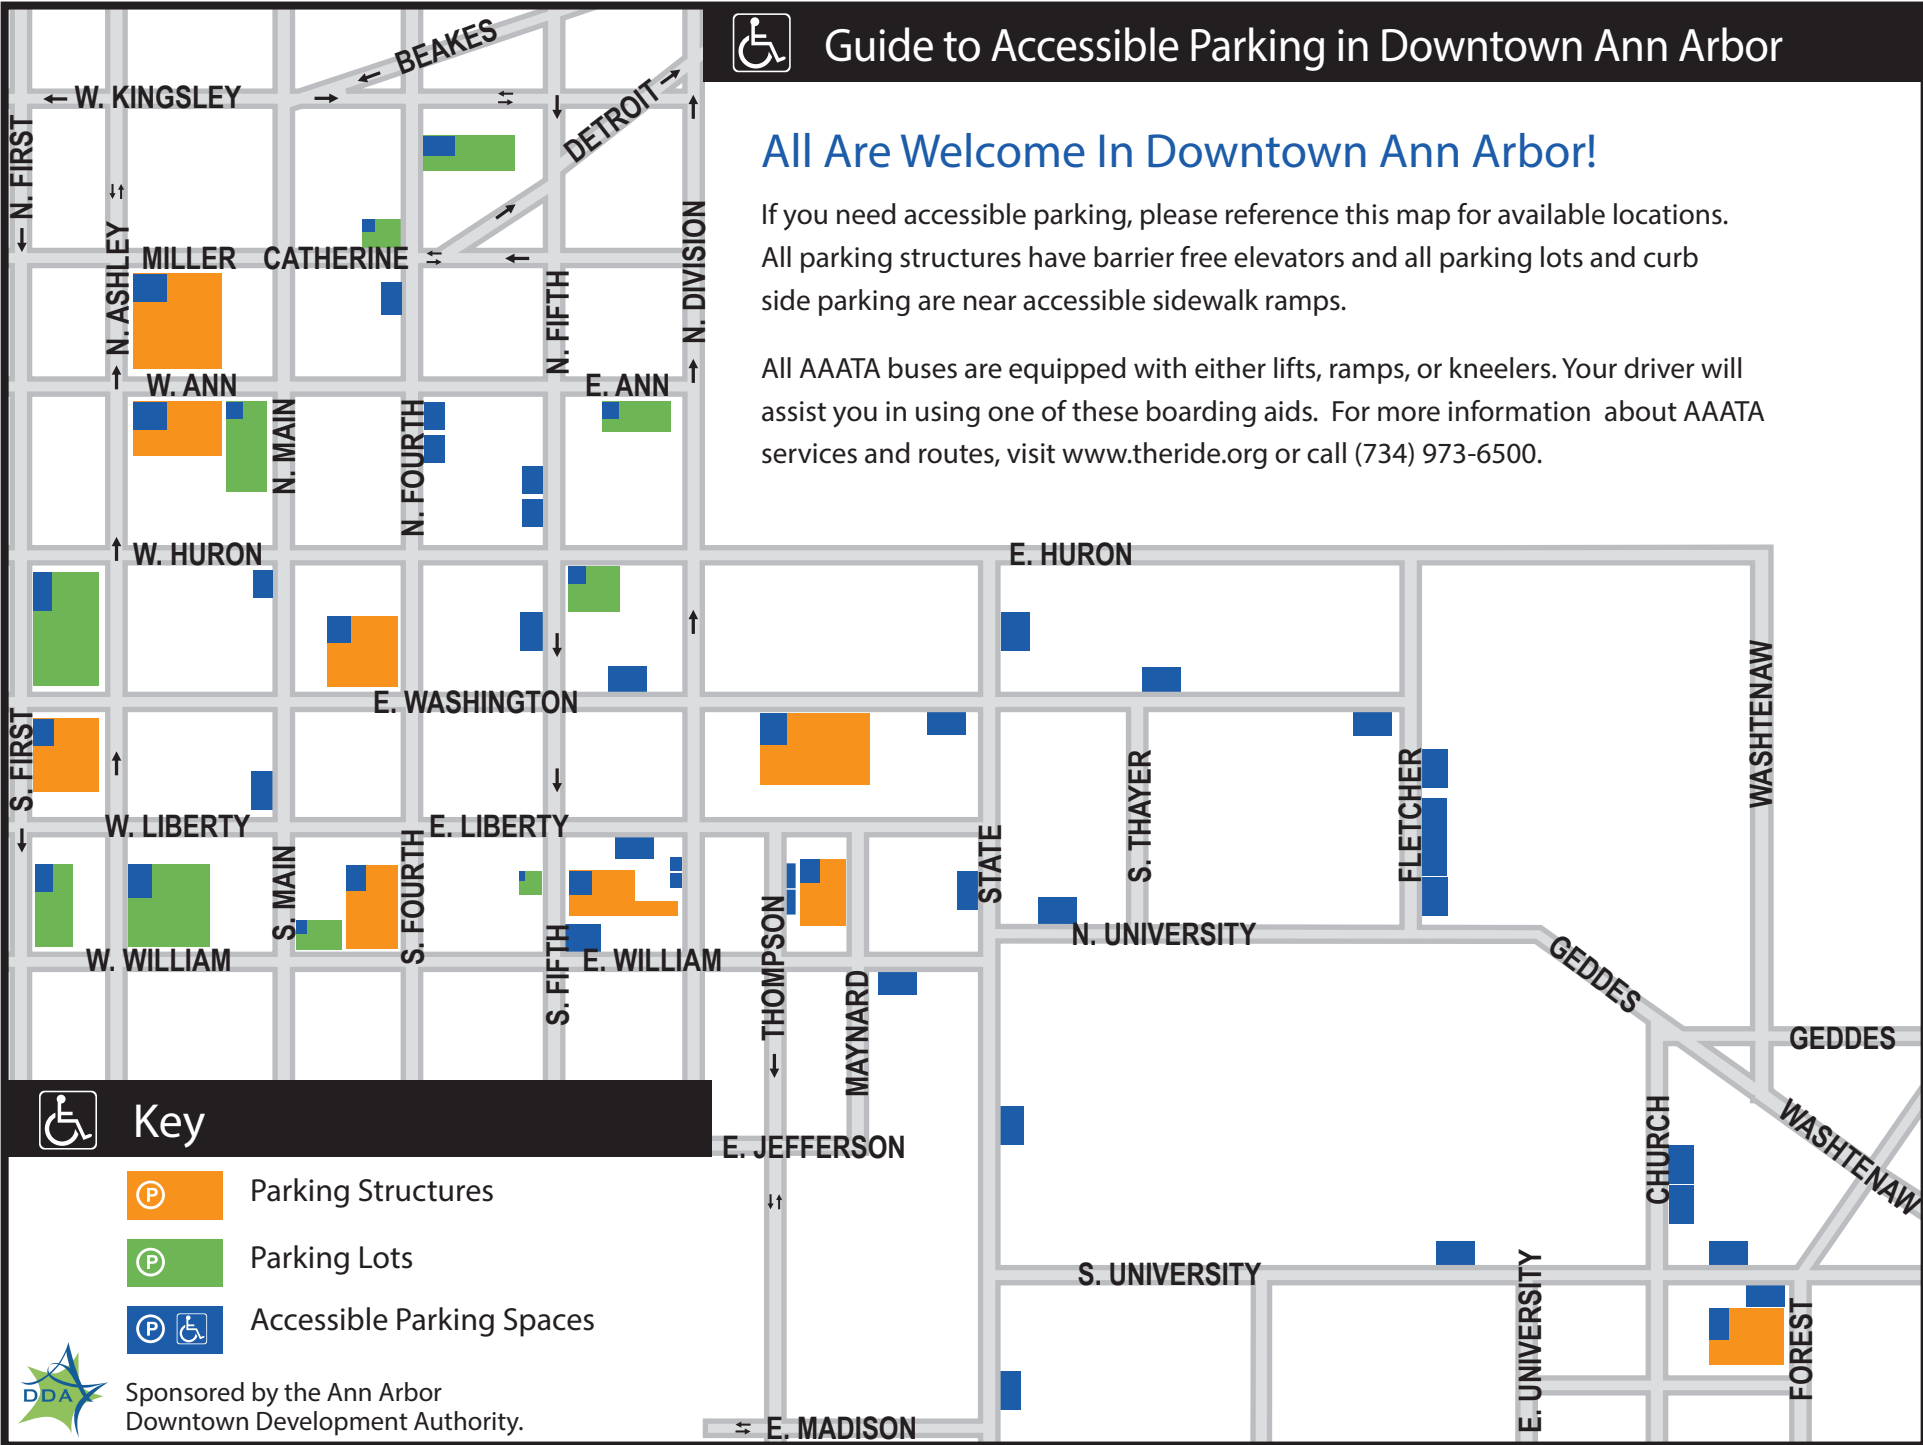 Guide to Accessible Parking in Downtown Ann Arbor
All Are Welcome In Downtown Ann Arbor!
If you need accessible parking, please reference this map for available locations.
All parking structures have barrier free elevators and all parking lots and curb
side parking are near accessible sidewalk ramps.
All AAATA buses are equipped with either lifts, ramps, or kneelers. Your driver will
assist you in using one of these boarding aids. For more information about AAATA
services and routes, visit www.theride.org or call (734) 973-6500.
BEAKES
W. KINGSLEY
DETROIT
N. FIRST
N. ASHLEY
MILLER
CATHERINE
N. FIFTH
N. DIVISION
W. ANN
E. ANN
N. MAIN
N. FOURTH
W. HURON
E. HURON
E. WASHINGTON
WASHTENAW
S. FIRST
S. THAYER
FLETCHER
W. LIBERTY
E. LIBERTY
STATE
S. MAIN
S. FOURTH
S. FIFTH
THOMPSON
N. UNIVERSITY
W. WILLIAM
E. WILLIAM
MAYNARD
GEDDES
GEDDES
WASHTENAW
CHURCH
E. JEFFERSON
S. UNIVERSITY
E. UNIVERSITY
FOREST
E. MADISON
Key
P
Parking Structures
P
Parking Lots
P
Accessible Parking Spaces
DDA
Sponsored by the Ann Arbor
Downtown Development Authority.